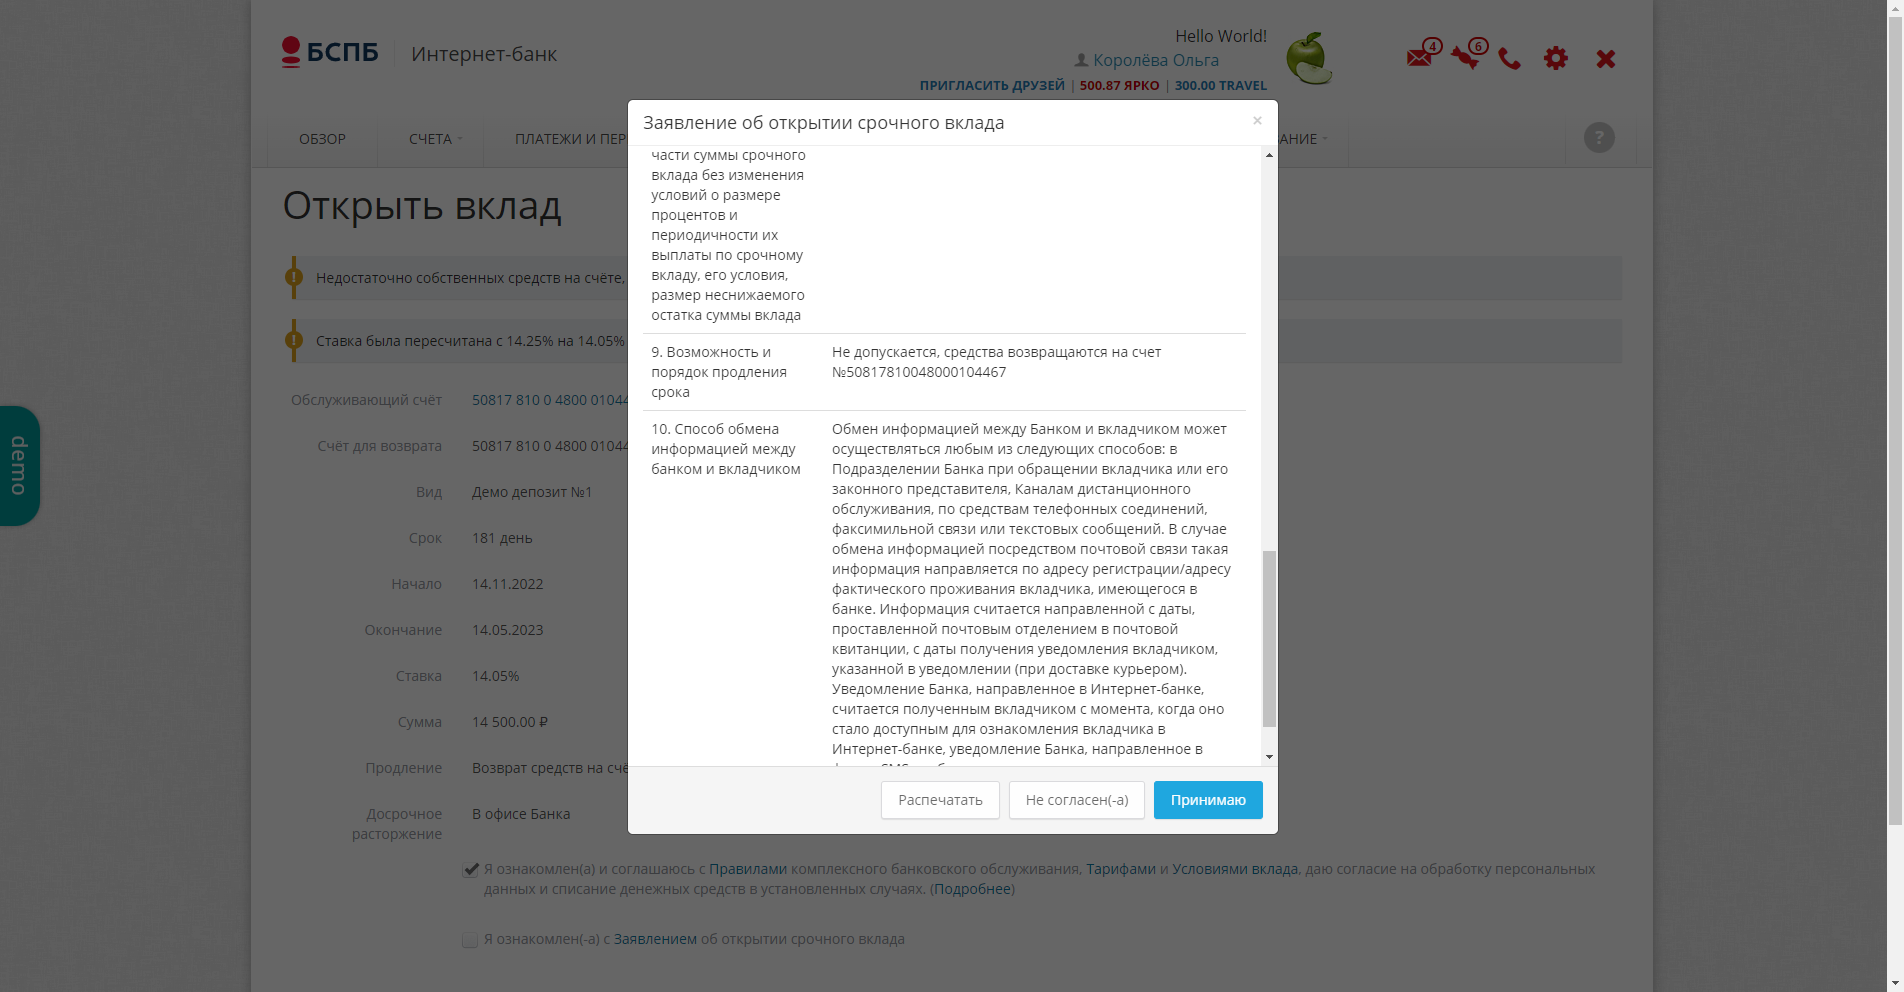 БСПБ
Интернет-банк
Hello World!
Королёва Ольга
ПРИГЛАСИТЬ ДРУЗЕЙ | 500.87 ЯРКО | 300.00 TRAVEL
4
6
ОБЗОР
СЧЕТА
ПЛАТЕЖИ И ПЕР
АНИЕ
?
Открыть вклад
Недостаточно собственных средств на счёте,
Ставка была пересчитана с 14.25% на 14.05%
Обслуживающий счёт 50817 810 0 4800 01044
Счёт для возврата 50817 810 0 4800 01044
Вид Демо депозит №1
Срок 181 день
Начало 14.11.2022
Окончание 14.05.2023
Ставка 14.05%
Сумма 14 500.00 ₽
Продление Возврат средств на счё
Досрочное расторжение В офисе Банка
Я ознакомлен(а) и соглашаюсь с Правилами комплексного банковского обслуживания, Тарифами и Условиями вклада, даю согласие на обработку персональных
данных и списание денежных средств в установленных случаях. (Подробнее)
Я ознакомлен(-а) с Заявлением об открытии срочного вклада
demo
Заявление об открытии срочного вклада
×
части суммы срочного
вклада без изменения
условий о размере
процентов и
периодичности их
выплаты по срочному
вкладу, его условия,
размер неснижаемого
остатка суммы вклада
9. Возможность и
порядок продления
срока
Не допускается, средства возвращаются на счет
№50817810048000104467
10. Способ обмена
информацией между
банком и вкладчиком
Обмен информацией между Банком и вкладчиком может
осуществляться любым из следующих способов: в
Подразделении Банка при обращении вкладчика или его
законного представителя, Каналам дистанционного
обслуживания, по средствам телефонных соединений,
факсимильной связи или текстовых сообщений. В случае
обмена информацией посредством почтовой связи такая
информация направляется по адресу регистрации/адресу
фактического проживания вкладчика, имеющегося в
банке. Информация считается направленной с даты,
проставленной почтовым отделением в почтовой
квитанции, с даты получения уведомления вкладчиком,
указанной в уведомлении (при доставке курьером).
Уведомление Банка, направленное в Интернет-банке,
считается полученным вкладчиком с момента, когда оно
стало доступным для ознакомления вкладчика в
Интернет-банке, уведомление Банка, направленное в
Распечатать
Не согласен(-а)
Принимаю